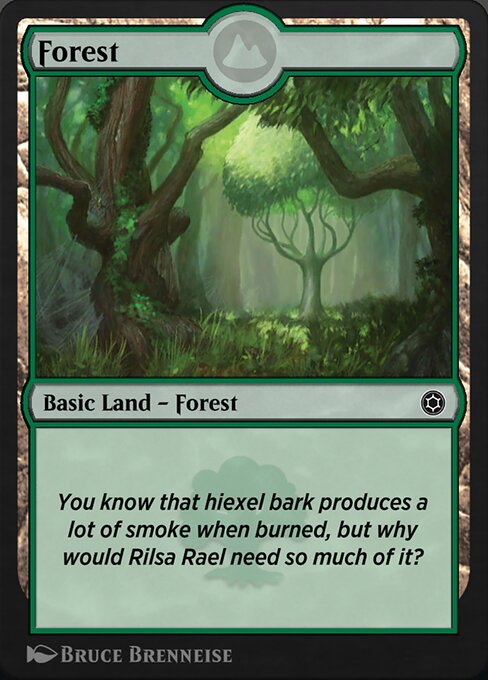 Forest
Basic Land – Forest
You know that hiexel bark produces a
lot of smoke when burned, but why
would Rilsa Rael need so much of it?
Bruce Brenneise